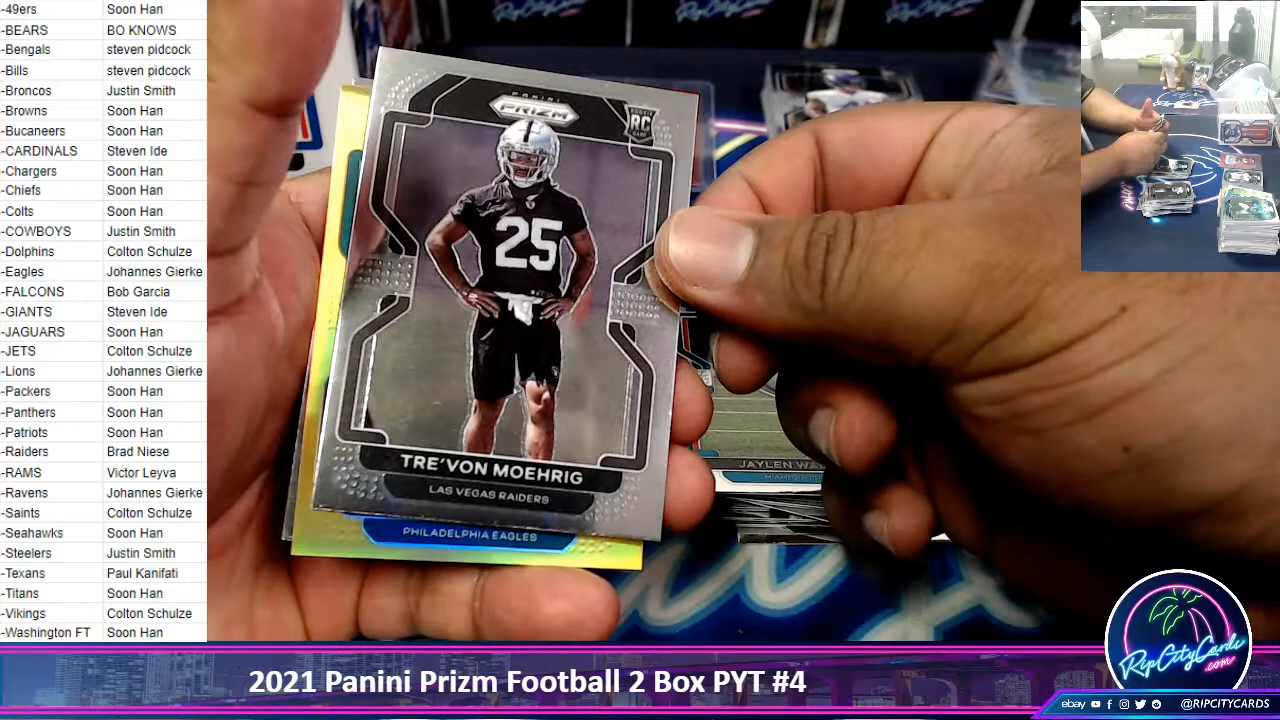 -49ers Soon Han
-BEARS BO KNOWS
-Bengals steven pidcock
-Bills steven pidcock
-Broncos Justin Smith
-Browns Soon Han
-Bucaneers Soon Han
-CARDINALS Steven Ide
-Chargers Soon Han
-Chiefs Soon Han
-Colts Soon Han
-COWBOYS Justin Smith
-Dolphins Colton Schulze
-Eagles Johannes Gierke
-FALCONS Bob Garcia
-GIANTS Steven Ide
-JAGUARS Soon Han
-JETS Colton Schulze
-Lions Johannes Gierke
-Packers Soon Han
-Panthers Soon Han
-Patriots Soon Han
-Raiders Brad Niese
-RAMS Victor Leyva
-Ravens Johannes Gierke
-Saints Colton Schulze
-Seahawks Soon Han
-Steelers Justin Smith
-Texans Paul Kanifati
-Titans Soon Han
-Vikings Colton Schulze
-Washington FT Soon Han
PANINI
PRIZM
ROOKIE
RC
CARD
25
TRE'VON MOEHRIG
LAS VEGAS RAIDERS
PHILADELPHIA EAGLES
JAYLEN
RipCityCards
.com
2021 Panini Prizm Football 2 Box PYT #4
ebay @RIPCITYCARDS